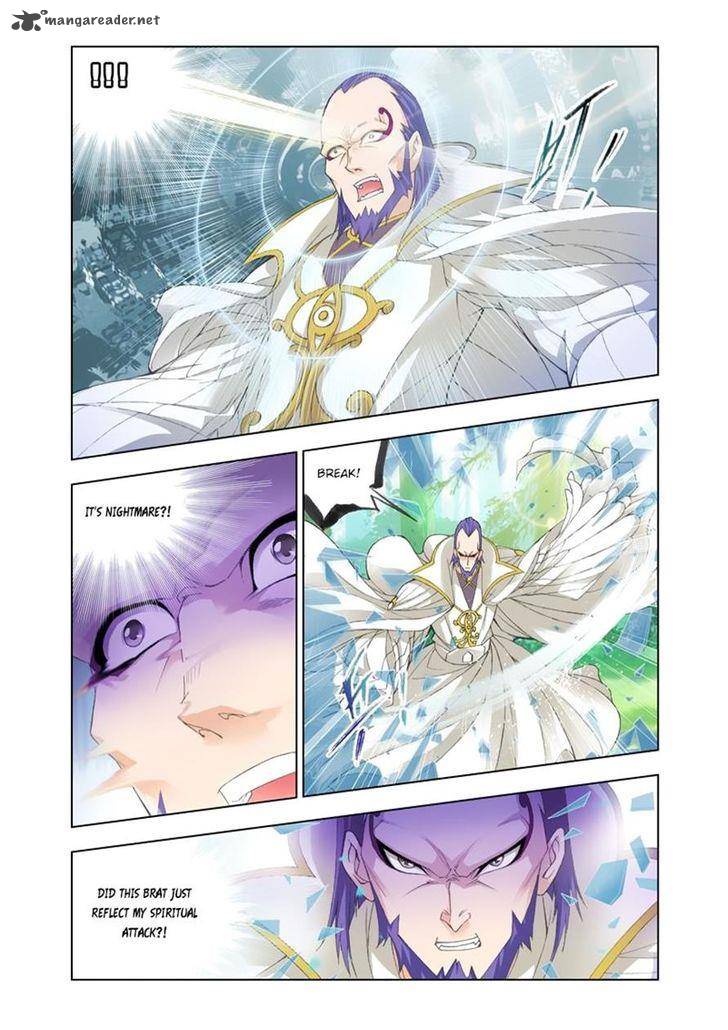 mangareader.net
!!!
BREAK!
IT'S NIGHTMARE?!
DID THIS BRAT JUST
REFLECT MY SPIRITUAL
ATTACK?!